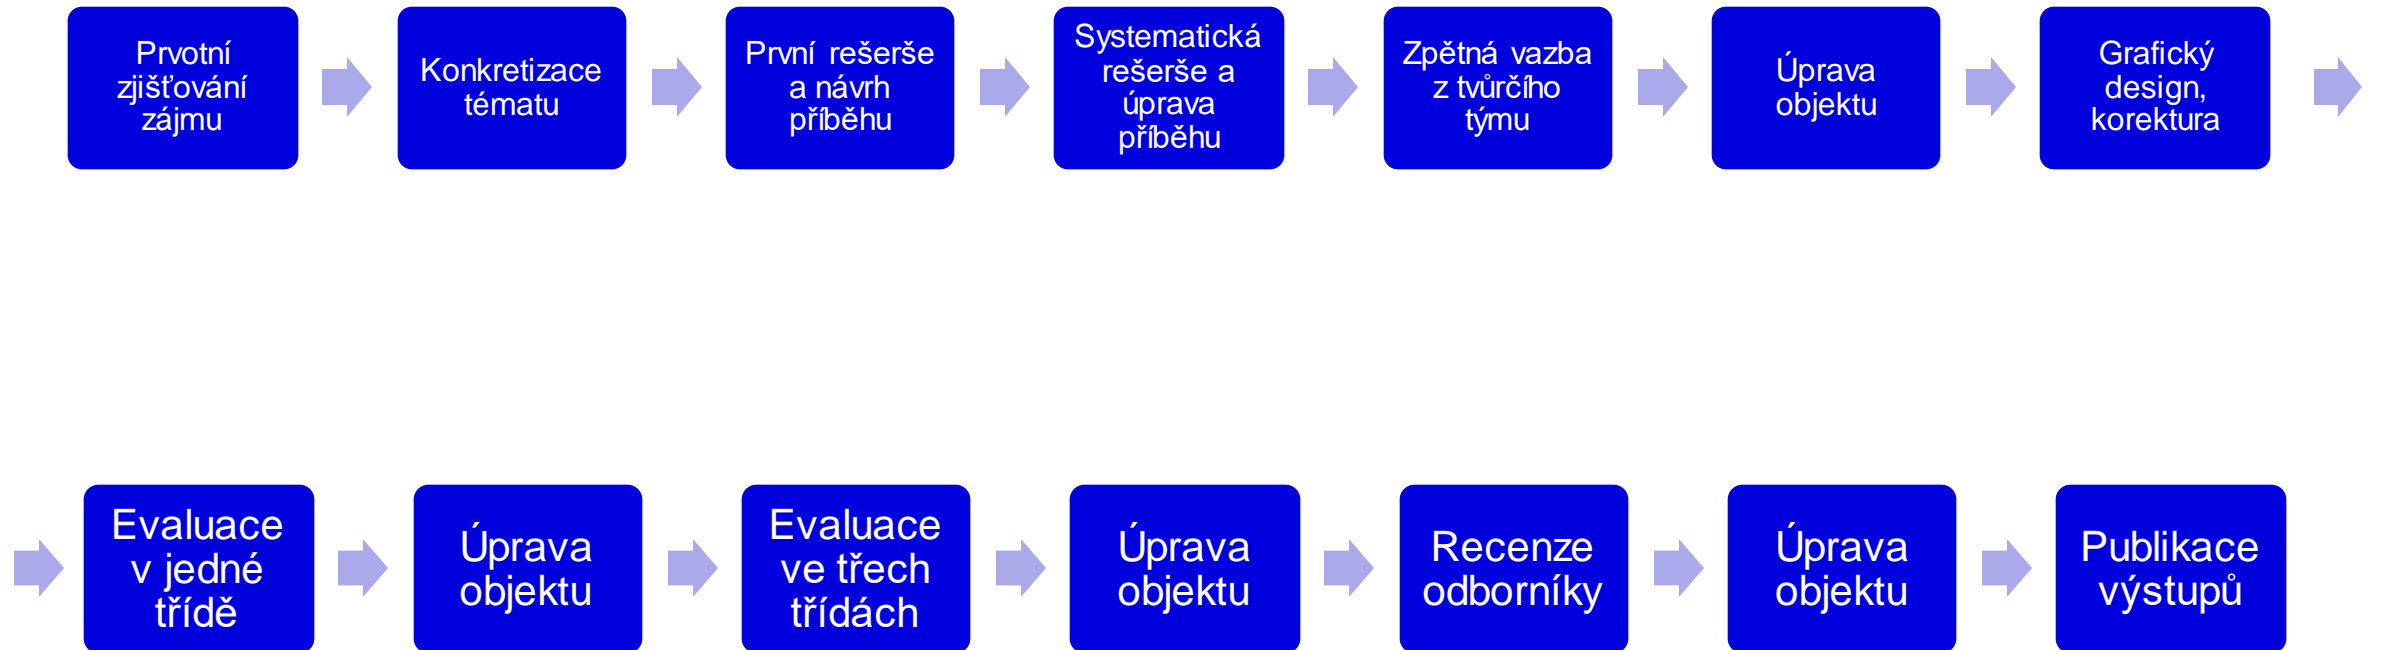 Prvotní
zjišťování
zájmu
Konkretizace
tématu
První rešerše
a návrh
příběhu
Systematická
rešerše a
úprava
příběhu
Zpětná vazba
z tvůrčího
týmu
Úprava
objektu
Grafický
design,
korektura
Evaluace
v jedné
třídě
Úprava
objektu
Evaluace
ve třech
třídách
Úprava
objektu
Recenze
odborníky
Úprava
objektu
Publikace
výstupů